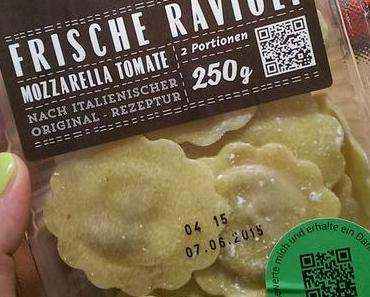 FRISCHE RAVIOLI
MOZZARELLA TOMATE
2 Portionen
250g
NACH ITALIENISCHER
ORIGINAL - REZEPTUR
04 15
07.06.2015
mich und erhalte ein